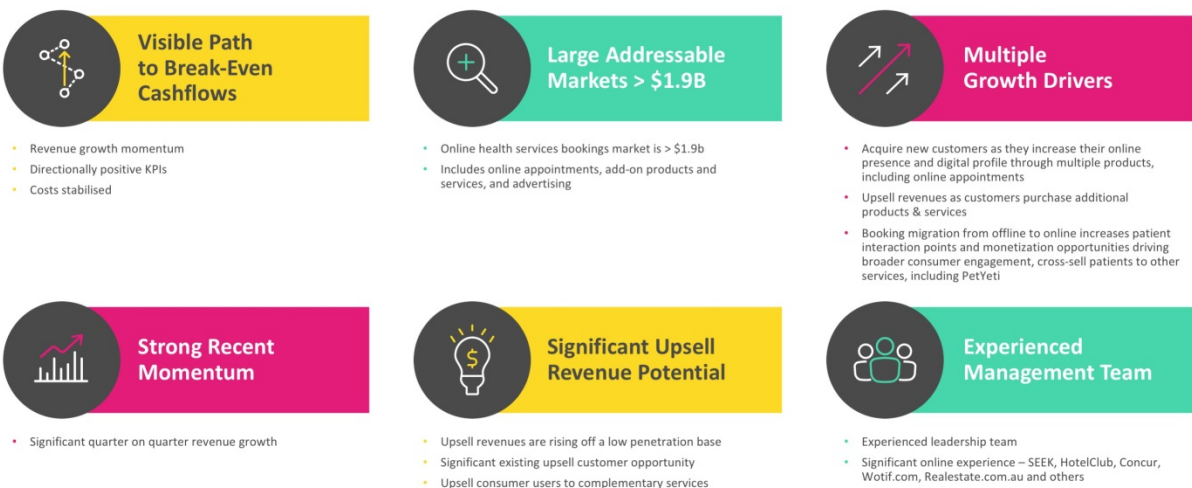 Visible Path
to Break-Even
Cashflows
• Revenue growth momentum
• Directionally positive KPIs
• Costs stabilised
Large Addressable
Markets > $1.9B
• Online health services bookings market is > $1.9b
• Includes online appointments, add-on products and
services, and advertising
Multiple
Growth Drivers
• Acquire new customers as they increase their online
presence and digital profile through multiple products,
including online appointments
• Upsell revenues as customers purchase additional
products & services
• Booking migration from offline to online increases patient
interaction points and monetization opportunities driving
broader consumer engagement, cross-sell patients to other
services, including PetYeti
Strong Recent
Momentum
• Significant quarter on quarter revenue growth
$
Significant Upsell
Revenue Potential
• Upsell revenues are rising off a low penetration base
• Significant existing upsell customer opportunity
• Upsell consumer users to complementary services
Experienced
Management Team
• Experienced leadership team
• Significant online experience – SEEK, HotelClub, Concur,
Wotif.com, Realestate.com.au and others